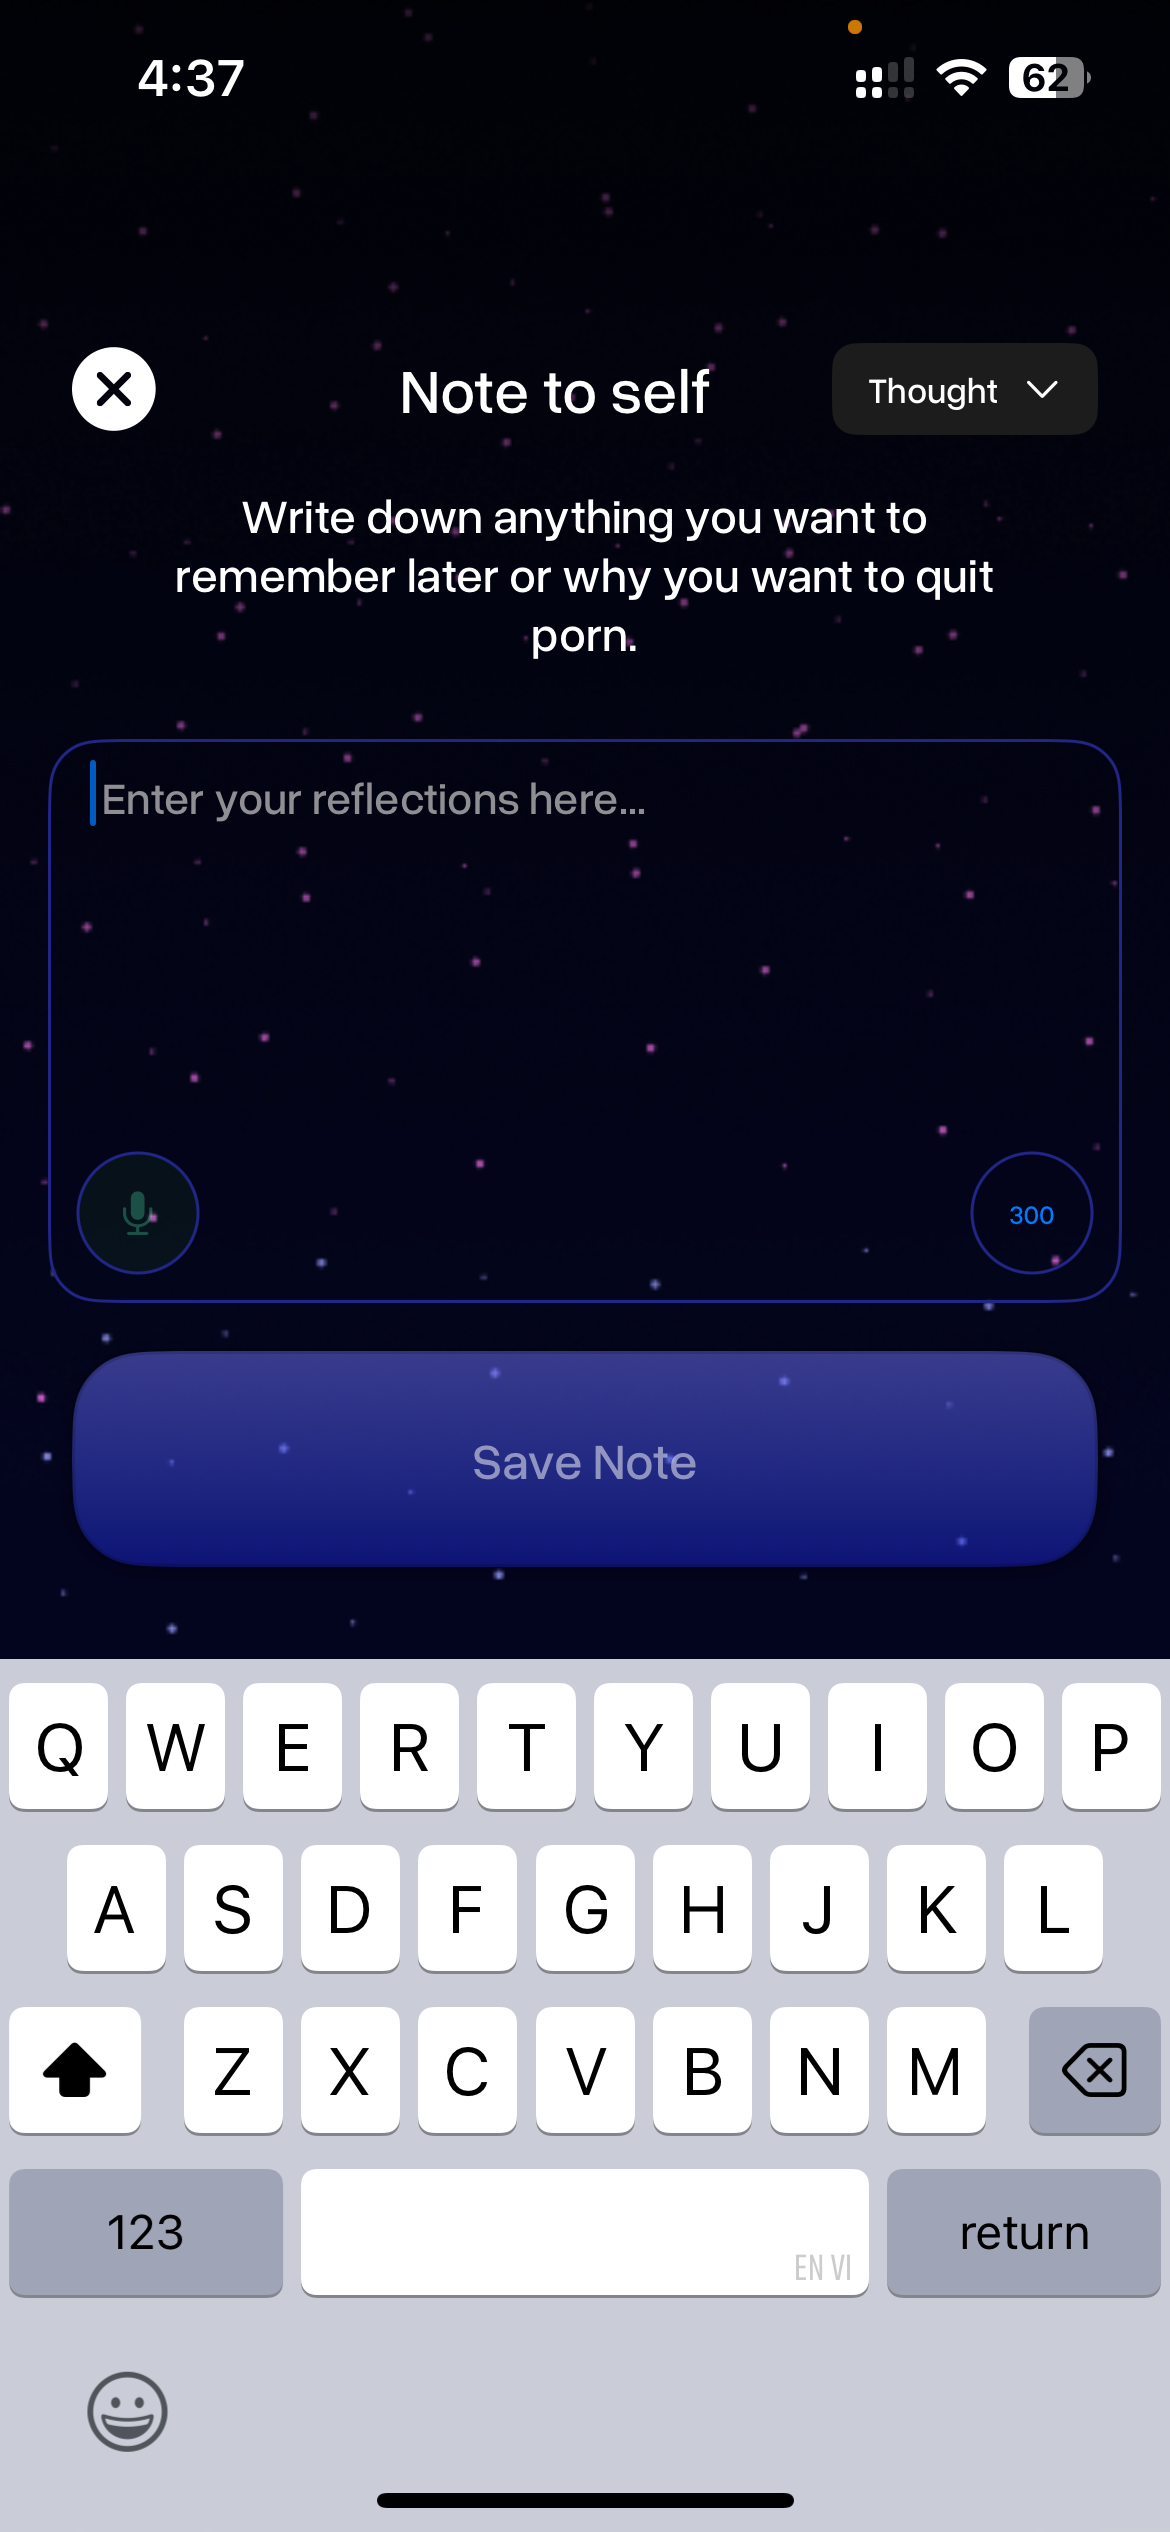 4:37
62
Note to self
Thought
Write down anything you want to
remember later or why you want to quit
porn.
Enter your reflections here...
300
Save Note
Q W E R T Y U I O P
A S D F G H J K L
Z X C V B N M
123
EN VI
return